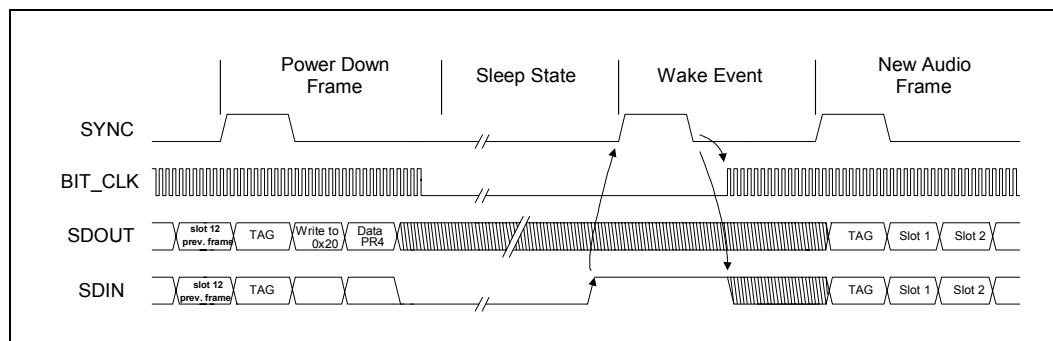 Power Down
Frame
Sleep State
Wake Event
New Audio
Frame
SYNC
BIT_CLK
SDOUT
slot 12
prev. frame
TAG
Write to
0x20
Data
PR4
TAG
Slot 1
Slot 2
SDIN
slot 12
prev. frame
TAG
TAG
Slot 1
Slot 2